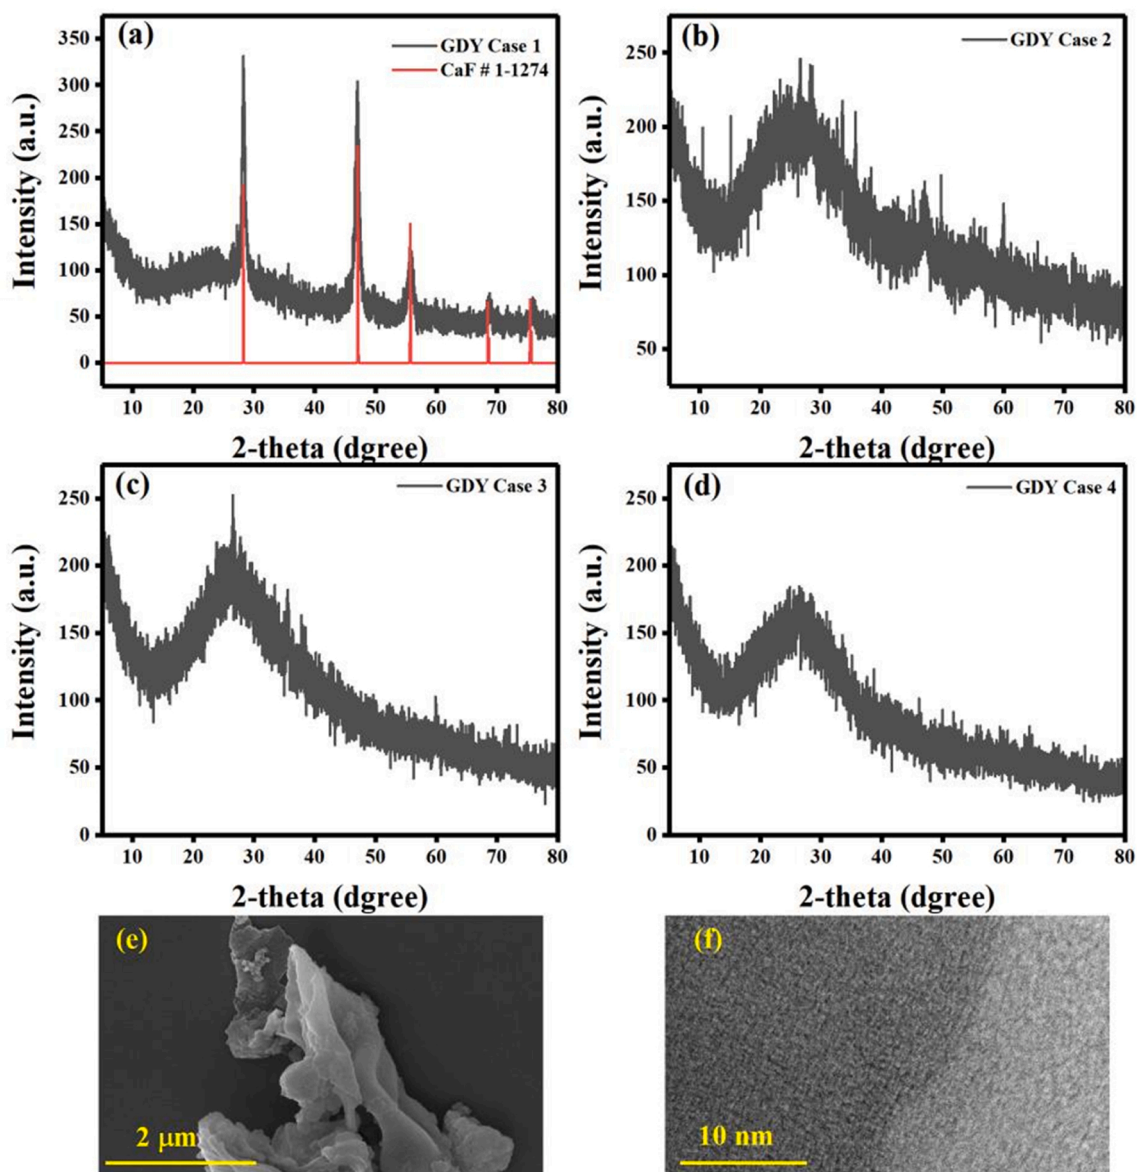 (a)
GDY Case 1
CaF # 1-1274
Intensity (a.u.)
350
300
250
200
150
100
50
0
10 20 30 40 50 60 70 80
2-theta (dgree)
(b)
GDY Case 2
Intensity (a.u.)
250
200
150
100
50
10 20 30 40 50 60 70 80
2-theta (dgree)
(c)
GDY Case 3
Intensity (a.u.)
250
200
150
100
50
0
10 20 30 40 50 60 70 80
2-theta (dgree)
(d)
GDY Case 4
Intensity (a.u.)
250
200
150
100
50
0
10 20 30 40 50 60 70 80
2-theta (dgree)
(e)
2 μm
(f)
10 nm